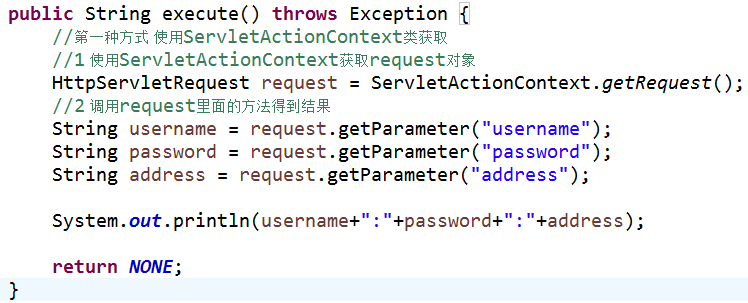 public String execute() throws Exception {
//第一种方式 使用ServletActionContext类获取
//1 使用ServletActionContext获取request对象
HttpServletRequest request = ServletActionContext.getRequest();
//2 调用request里面的方法得到结果
String username = request.getParameter("username");
String password = request.getParameter("password");
String address = request.getParameter("address");
System.out.println(username+":"+password+":"+address);
return NONE;
}